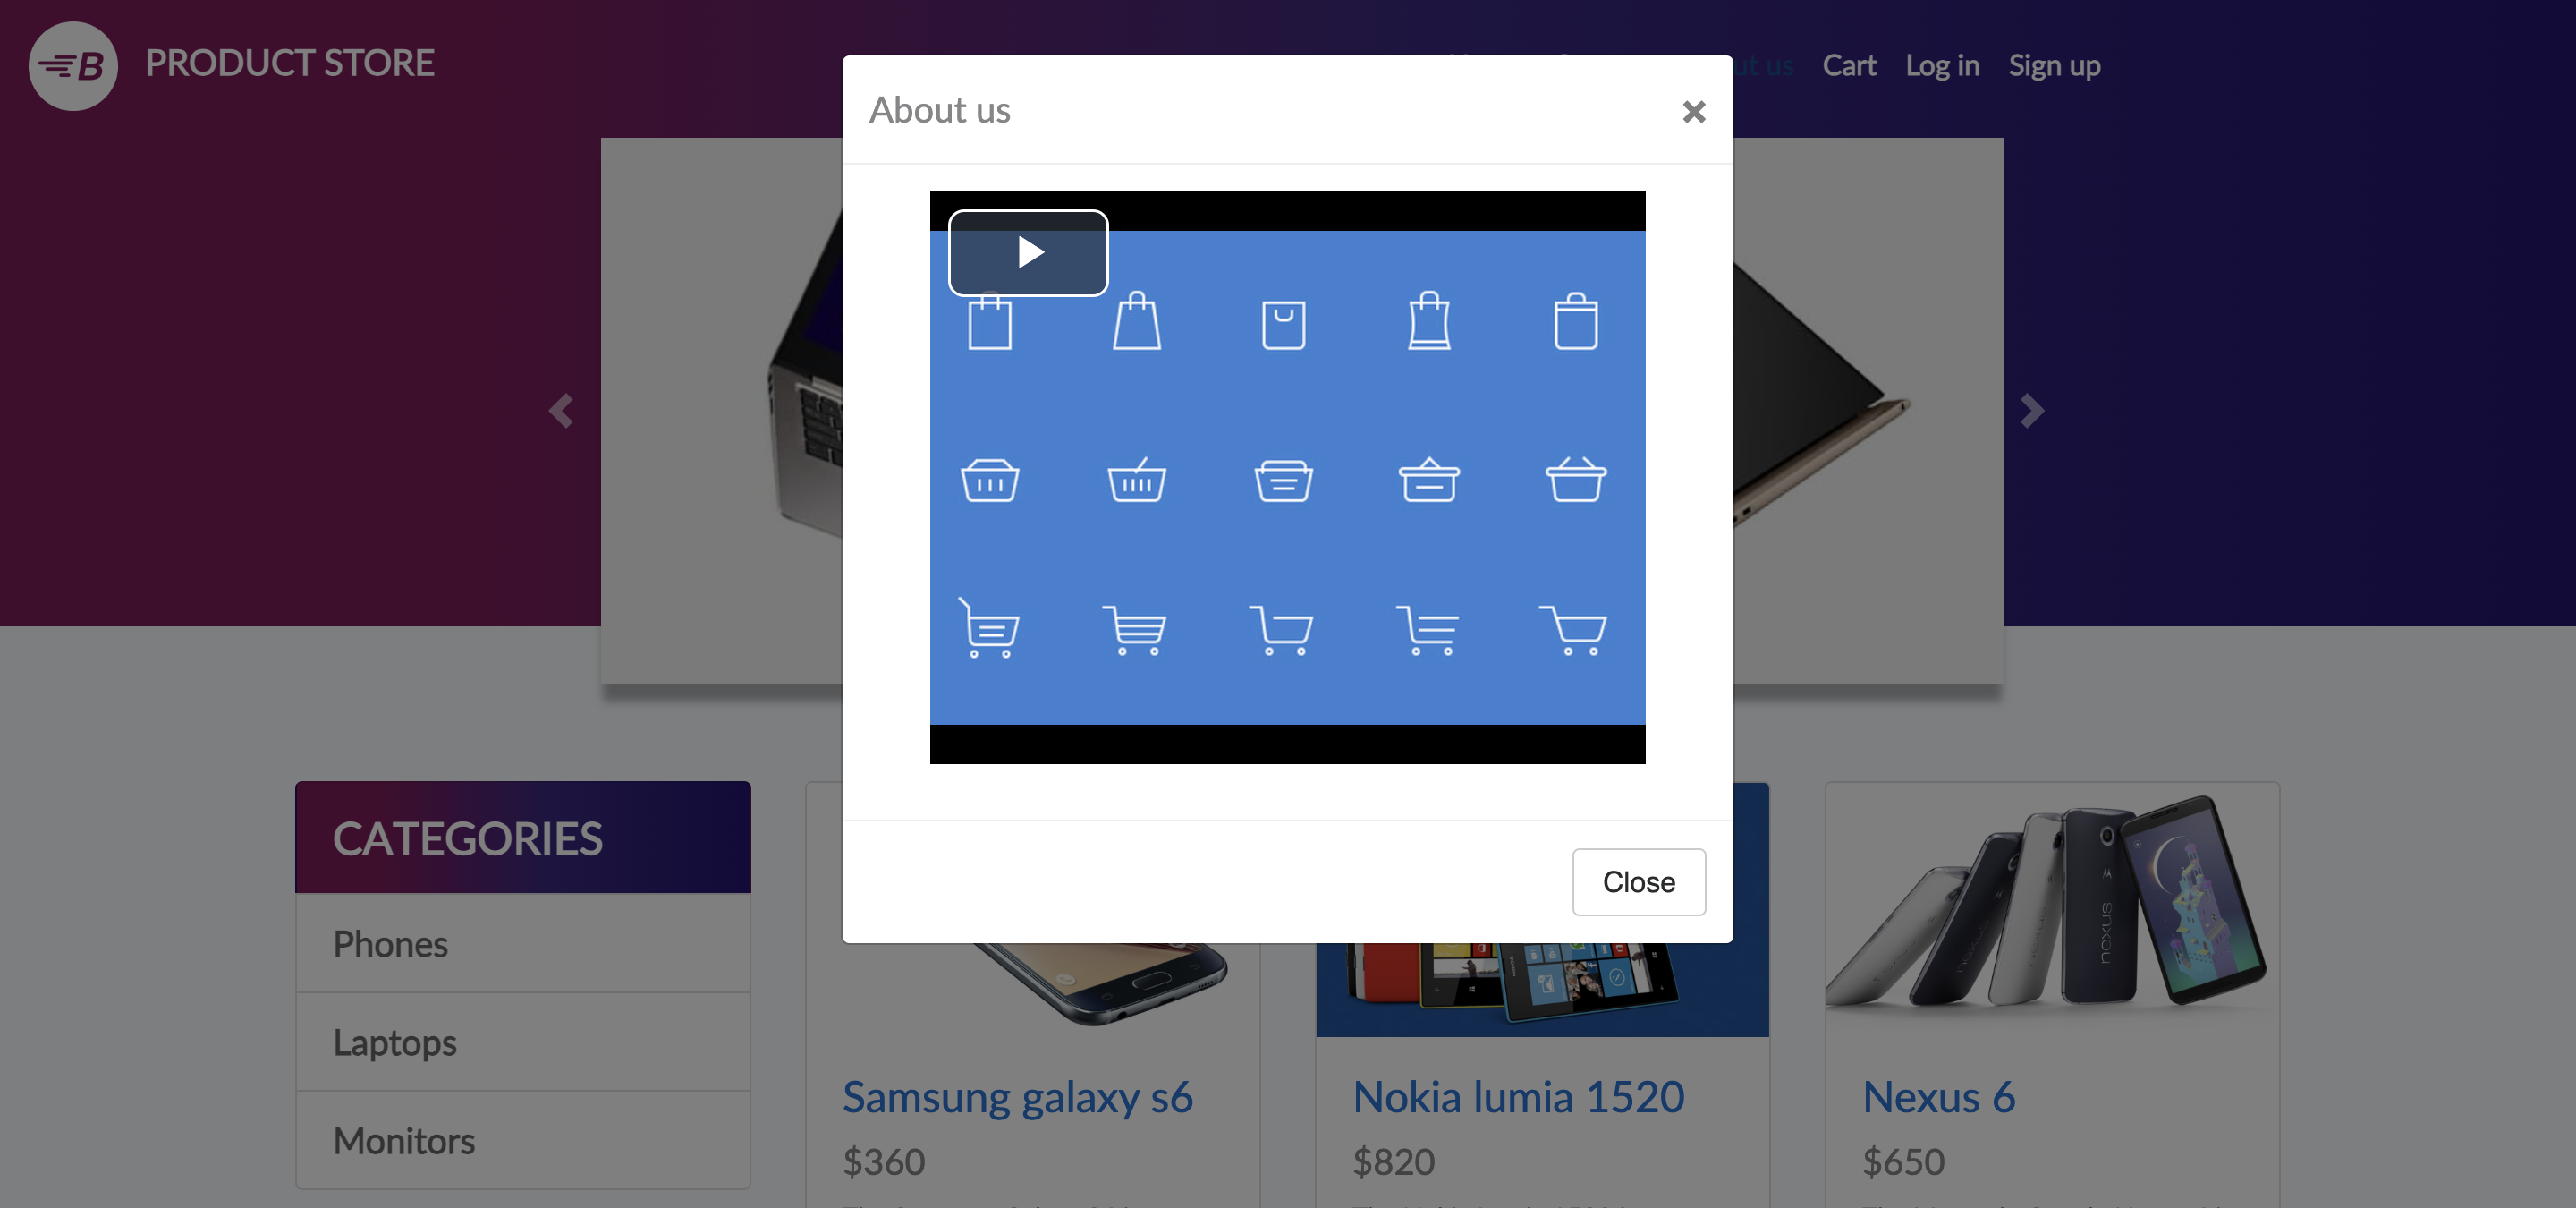 B PRODUCT STORE
ut us Cart Log in Sign up
About us
Close
CATEGORIES
Phones
Laptops
Monitors
Samsung galaxy s6
$360
Nokia lumia 1520
$820
Nexus 6
$650
nexus